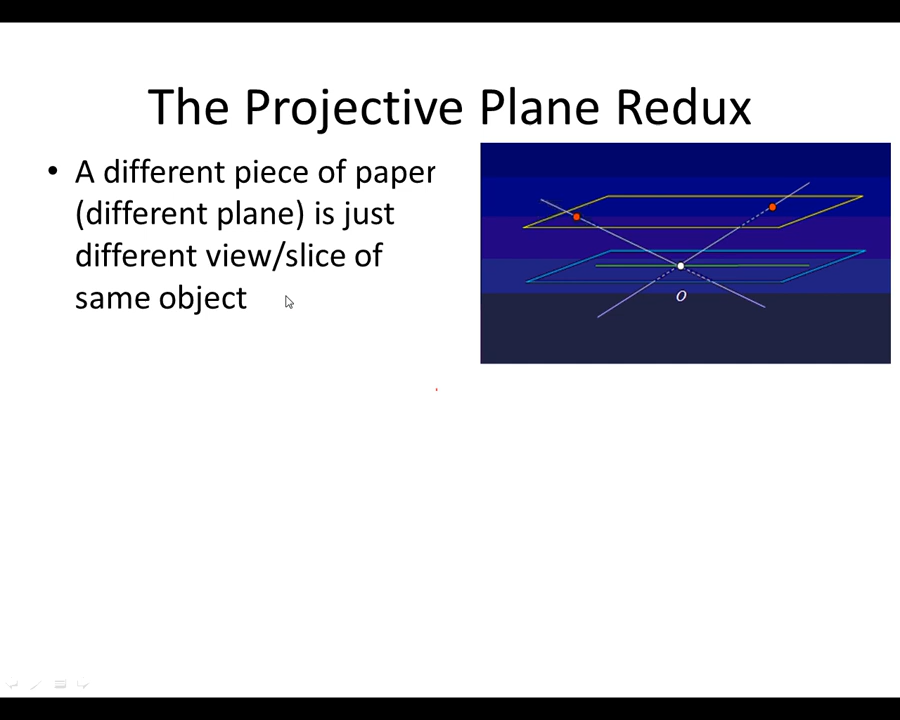 The Projective Plane Redux
• A different piece of paper
(different plane) is just
different view/slice of
same object
O